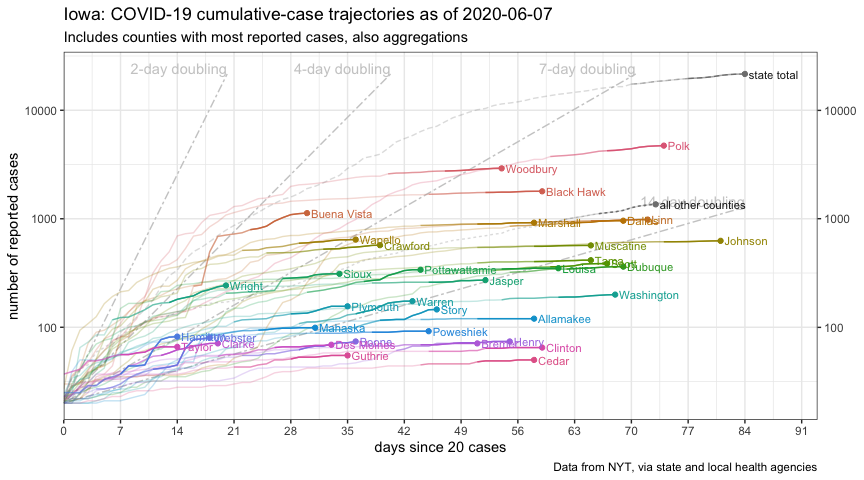 Iowa: COVID-19 cumulative-case trajectories as of 2020-06-07
Includes counties with most reported cases, also aggregations
2-day doubling
4-day doubling
7-day doubling
14-day doubling
state total
10000
10000
Polk
Woodbury
Black Hawk
all other counties
Buena Vista
1000
1000
Marshall
Dallas
Linn
Wapello
Crawford
Muscatine
Johnson
Tama
Scott
Dubuque
Louisa
Pottawattamie
Sioux
Jasper
Wright
Washington
Warren
Plymouth
Story
Allamakee
100
100
Mahaska
Poweshiek
Hamilton
Webster
Clarke
Taylor
Boone
Des Moines
Bremer
Henry
Clinton
Guthrie
Cedar
number of reported cases
0 7 14 21 28 35 42 49 56 63 70 77 84 91
days since 20 cases
Data from NYT, via state and local health agencies